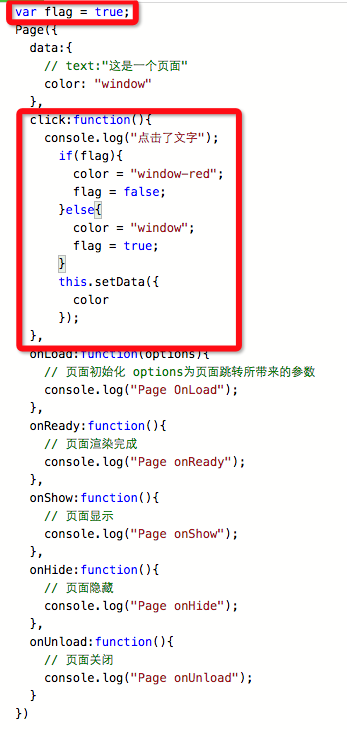 var flag = true;
Page({
  data:{
    // text:"这是一个页面"
    color: "window"
  },
  click:function(){
    console.log("点击了文字");
      if(flag){
        color = "window-red";
        flag = false;
      }else{
        color = "window";
        flag = true;
      }
      this.setData({
        color
      });
  },
  onLoad:function(options){
    // 页面初始化 options为页面跳转所带来的参数
    console.log("Page OnLoad");
  },
  onReady:function(){
    // 页面渲染完成
    console.log("Page onReady");
  },
  onShow:function(){
    // 页面显示
    console.log("Page onShow");
  },
  onHide:function(){
    // 页面隐藏
    console.log("Page onHide");
  },
  onUnload:function(){
    // 页面关闭
    console.log("Page onUnload");
  }
})